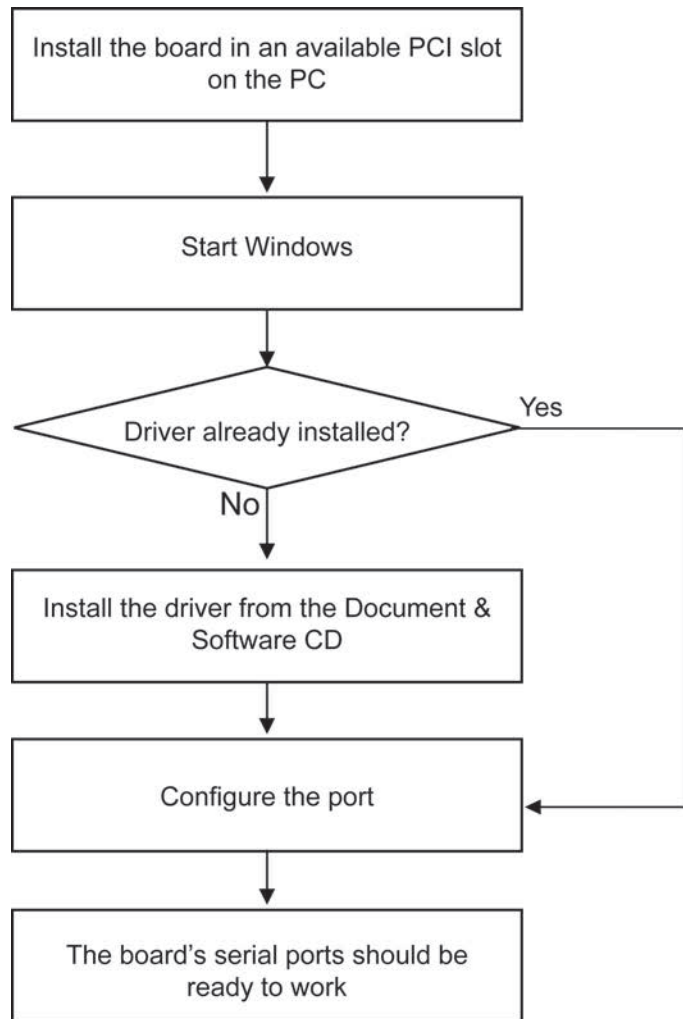 Install the board in an available PCI slot
on the PC
Start Windows
Driver already installed?
Yes
No
Install the driver from the Document &
Software CD
Configure the port
The board's serial ports should be
ready to work